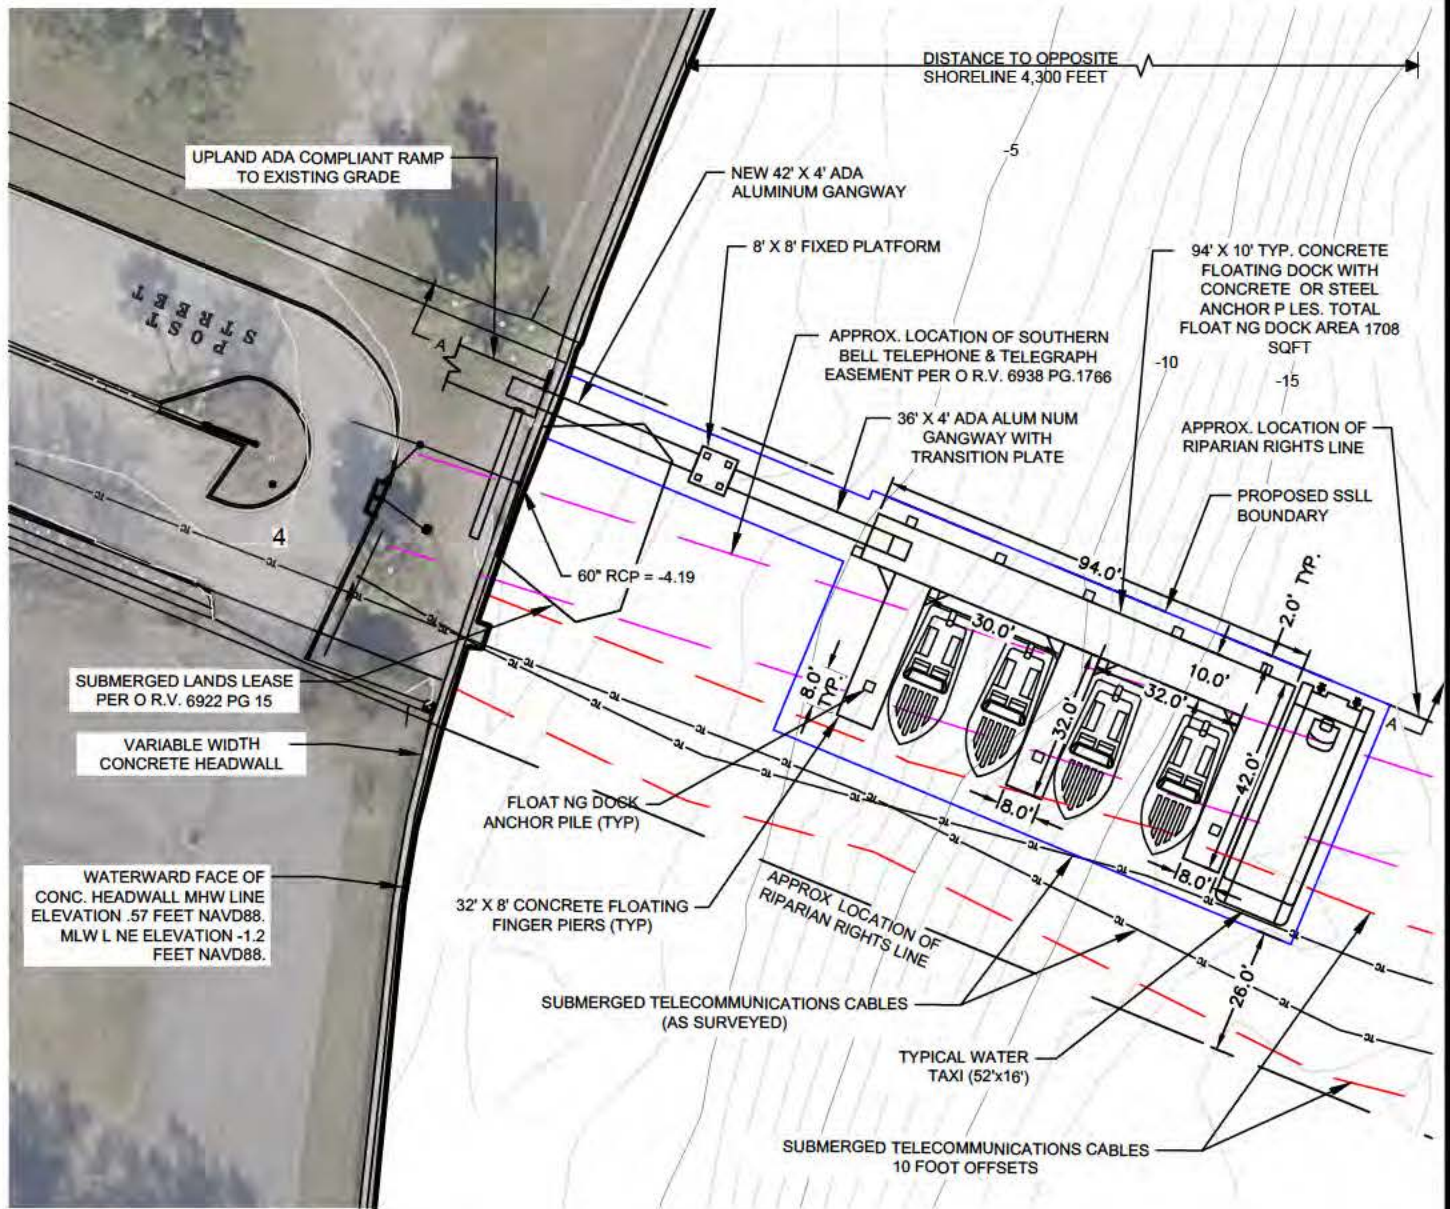 DISTANCE TO OPPOSITE
SHORELINE 4,300 FEET
-5
UPLAND ADA COMPLIANT RAMP
TO EXISTING GRADE
NEW 42' X 4' ADA
ALUMINUM GANGWAY
8' X 8' FIXED PLATFORM
94' X 10' TYP. CONCRETE
FLOATING DOCK WITH
CONCRETE OR STEEL
ANCHOR P LES. TOTAL
FLOAT NG DOCK AREA 1708
SQFT
POST
STREET
A
APPROX. LOCATION OF SOUTHERN
BELL TELEPHONE & TELEGRAPH
EASEMENT PER O R.V. 6938 PG.1766
-10
-15
36' X 4' ADA ALUM NUM
GANGWAY WITH
TRANSITION PLATE
APPROX. LOCATION OF
RIPARIAN RIGHTS LINE
PROPOSED SSLL
BOUNDARY
4
60" RCP = -4.19
94.0'
2.0' TYP.
30.0'
10.0'
32.0'
32.0'
8.0'
TYP.
42.0'
A
8.0'
8.0'
SUBMERGED LANDS LEASE
PER O R.V. 6922 PG 15
VARIABLE WIDTH
CONCRETE HEADWALL
FLOAT NG DOCK
ANCHOR PILE (TYP)
WATERWARD FACE OF
CONC. HEADWALL MHW LINE
ELEVATION .57 FEET NAVD88.
MLW L NE ELEVATION -1.2
FEET NAVD88.
32' X 8' CONCRETE FLOATING
FINGER PIERS (TYP)
APPROX. LOCATION OF
RIPARIAN RIGHTS LINE
26.0'
SUBMERGED TELECOMMUNICATIONS CABLES
(AS SURVEYED)
TYPICAL WATER
TAXI (52'x16')
SUBMERGED TELECOMMUNICATIONS CABLES
10 FOOT OFFSETS